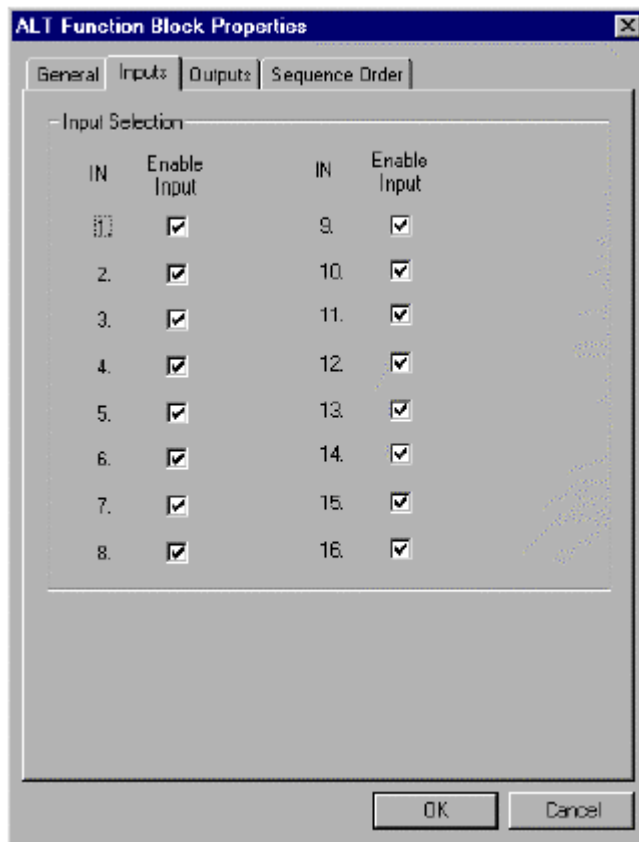 ALT Function Block Properties
General Inputs Outputs Sequence Order
Input Selection
IN Enable Input IN Enable Input
1. 9.
2. 10.
3. 11.
4. 12.
5. 13.
6. 14.
7. 15.
8. 16.
OK Cancel